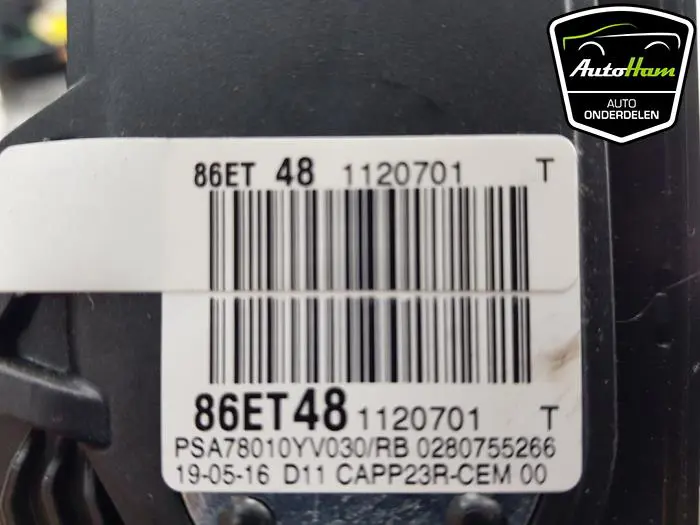 AutoHam
AUTO
ONDERDELEN
86ET 48 1120701 T
86ET48 1120701 T
PSA78010YV030/RB 0280755266
19-05-16 D11 CAPP23R-CEM 00